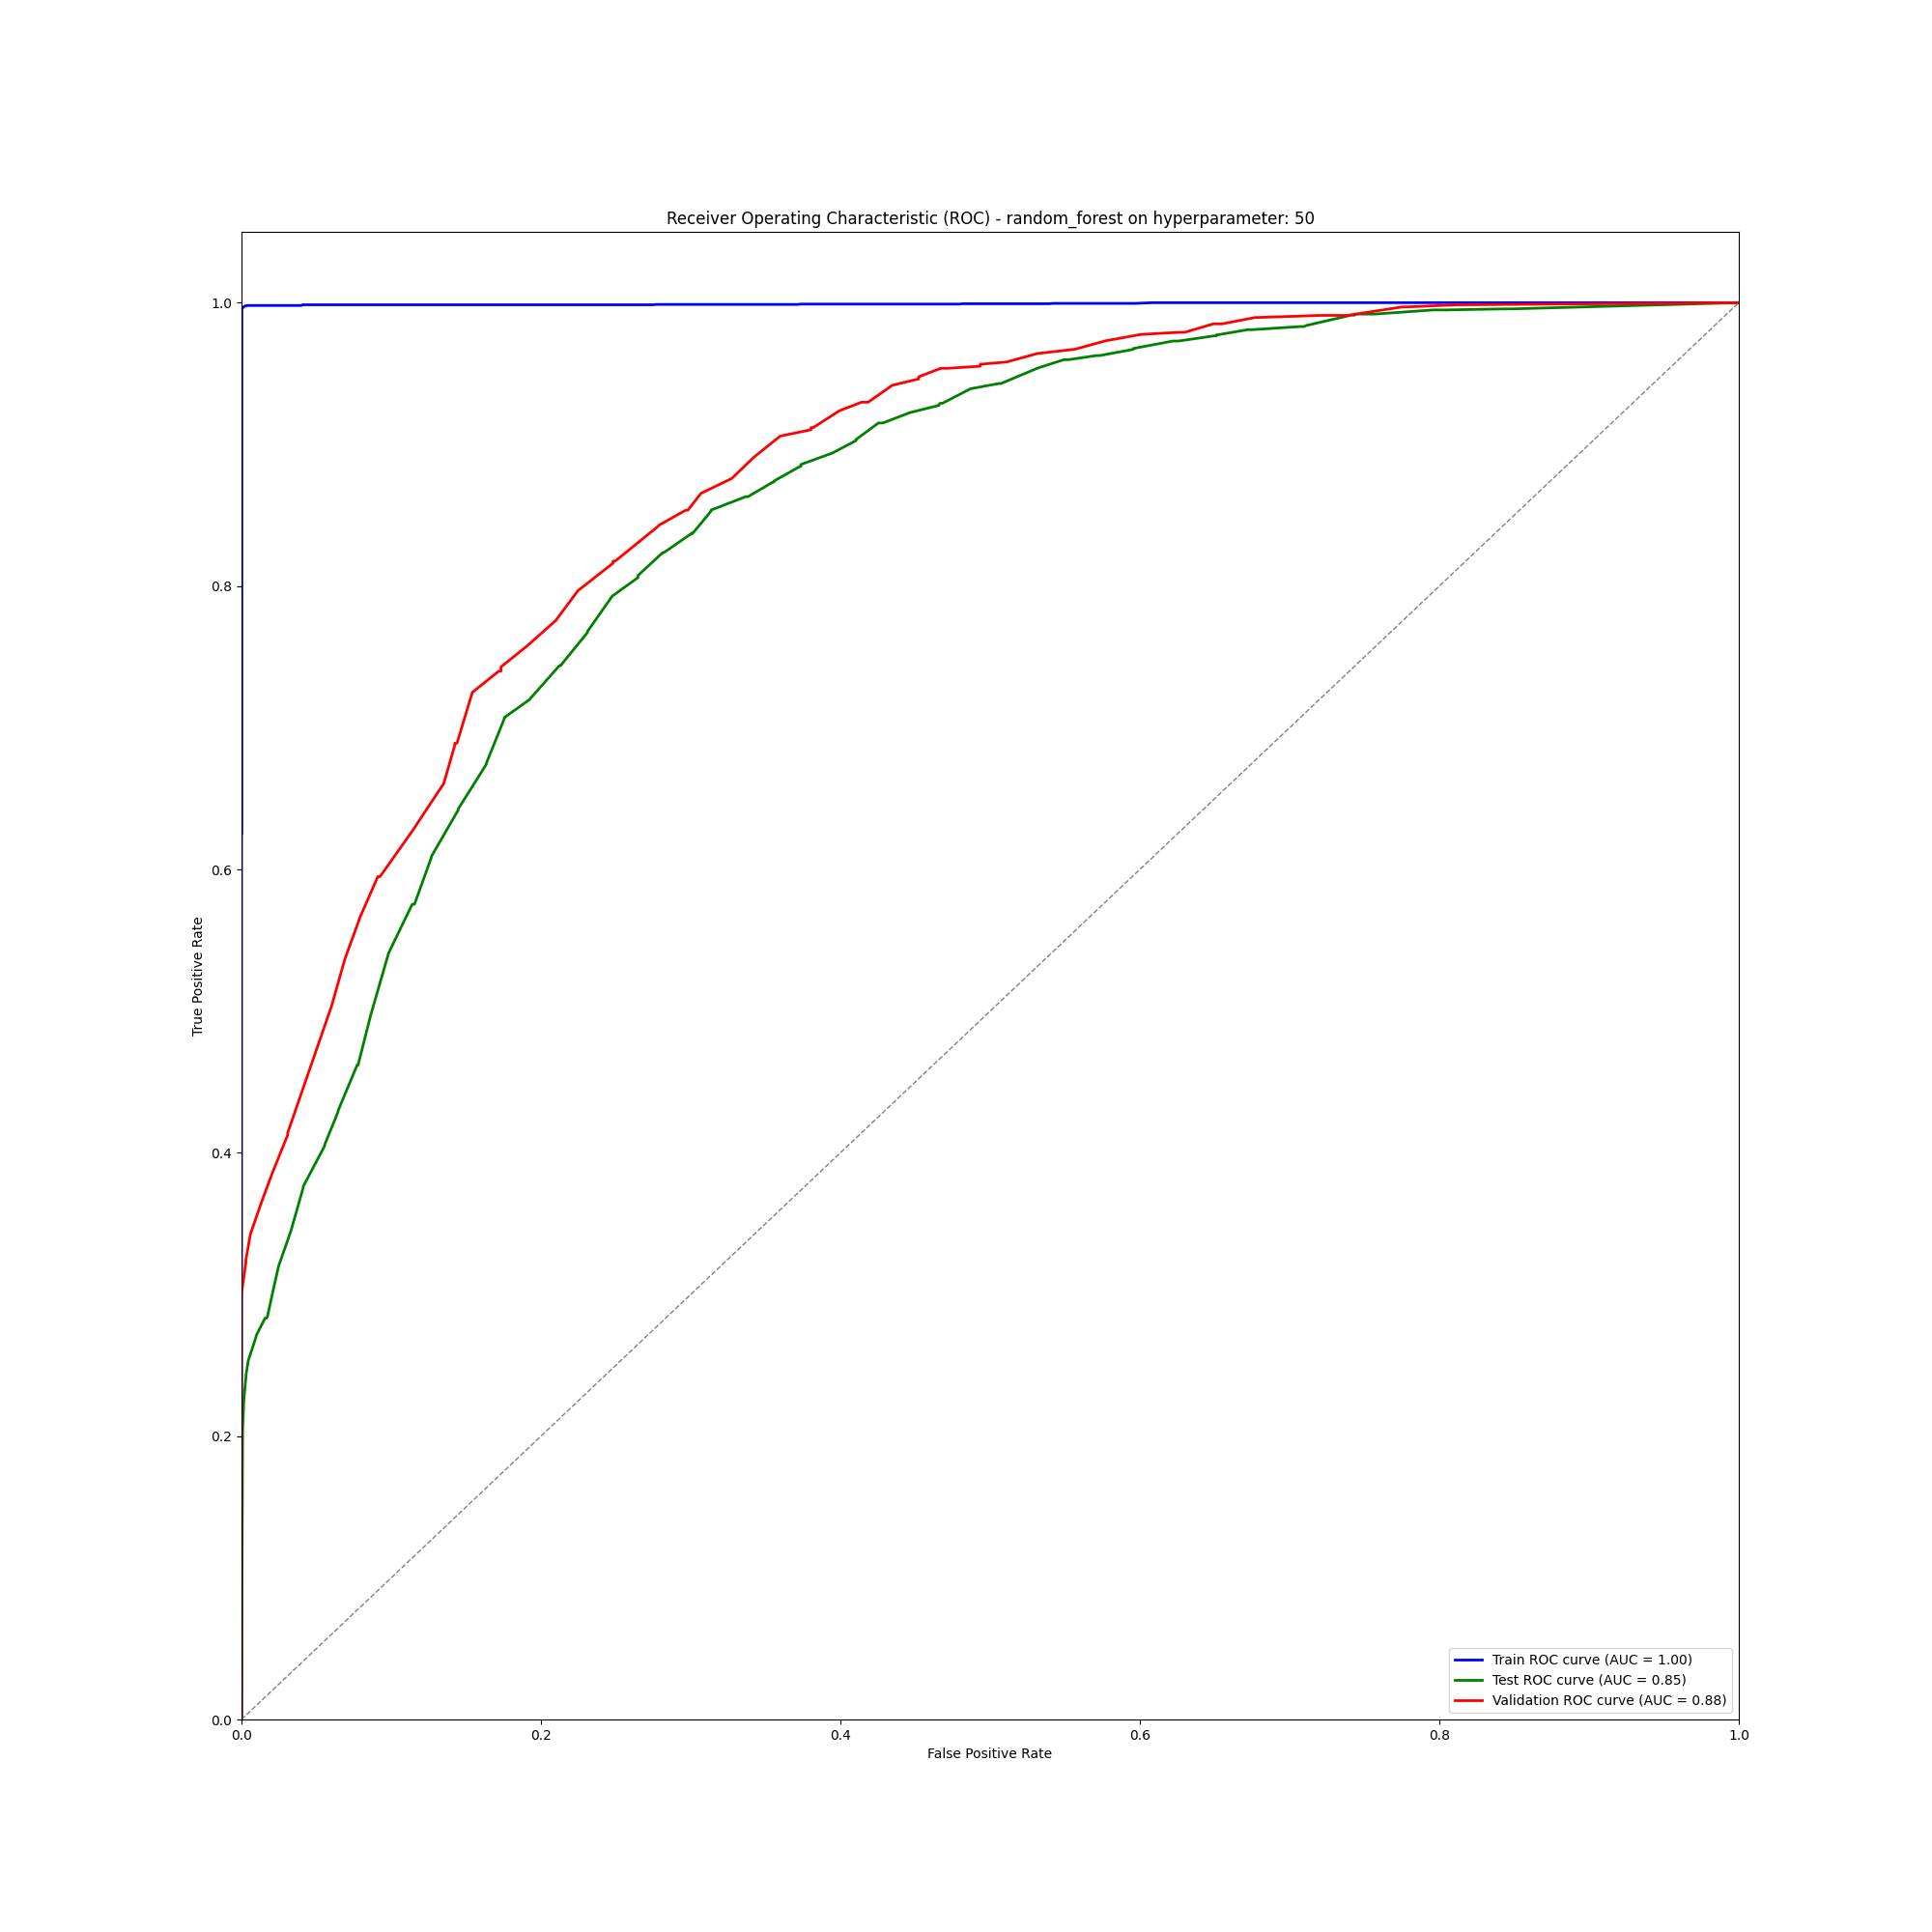 Receiver Operating Characteristic (ROC) - random_forest on hyperparameter: 50
1.0
0.8
0.6
0.4
0.2
0.0
True Positive Rate
0.0 0.2 0.4 0.6 0.8 1.0
False Positive Rate
Train ROC curve (AUC = 1.00)
Test ROC curve (AUC = 0.85)
Validation ROC curve (AUC = 0.88)